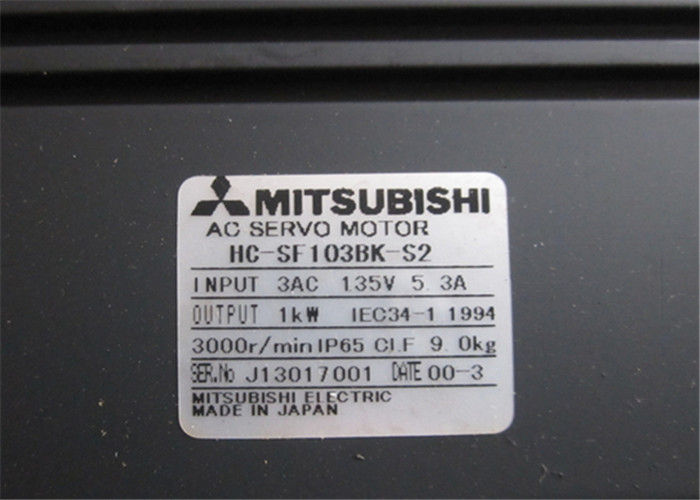 MITSUBISHI
AC SERVO MOTOR
HC-SF103BK-S2
INPUT 3AC 135V 5.3A
OUTPUT 1kW IEC34-1 1994
3000r/min IP65 CI.F 9.0kg
SER.No J13017001 DATE 00-3
MITSUBISHI ELECTRIC
MADE IN JAPAN